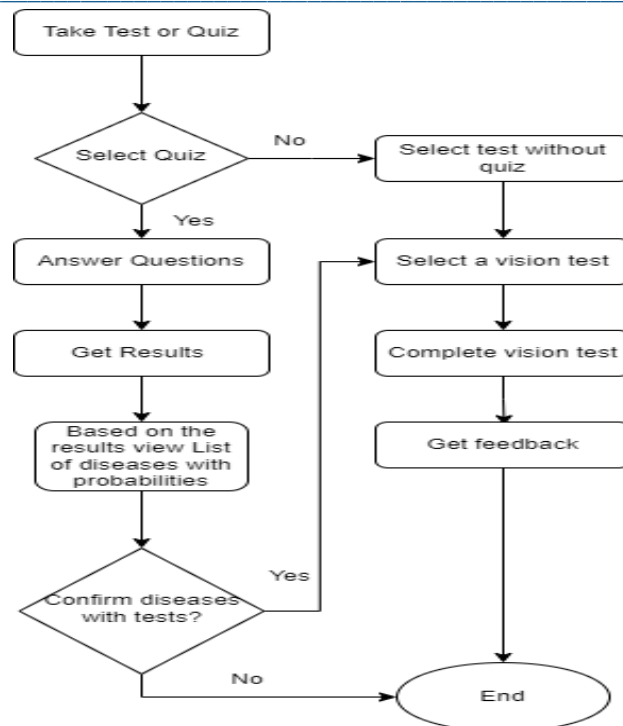 Take Test or Quiz
Select Quiz
No
Select test without
quiz
Yes
Answer Questions
Select a vision test
Get Results
Complete vision test
Based on the
results view List
of diseases with
probabilities
Get feedback
Yes
Confirm diseases
with tests?
No
End